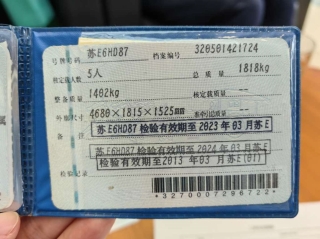 号牌号码 苏E6HD87 档案编号 320501421724
核定载人数 5人 总质量 1818kg
整备质量 1402kg 核定载质量 --
外廓尺寸 4680×1815×1525mm 准牵引总质量 --
备注 苏E6HD87检验有效期至2023年03月苏E
苏E6HD87检验有效期至2024年03月苏E
检验有效期至2013年03月苏E(01)
检验记录
*3270007296722*